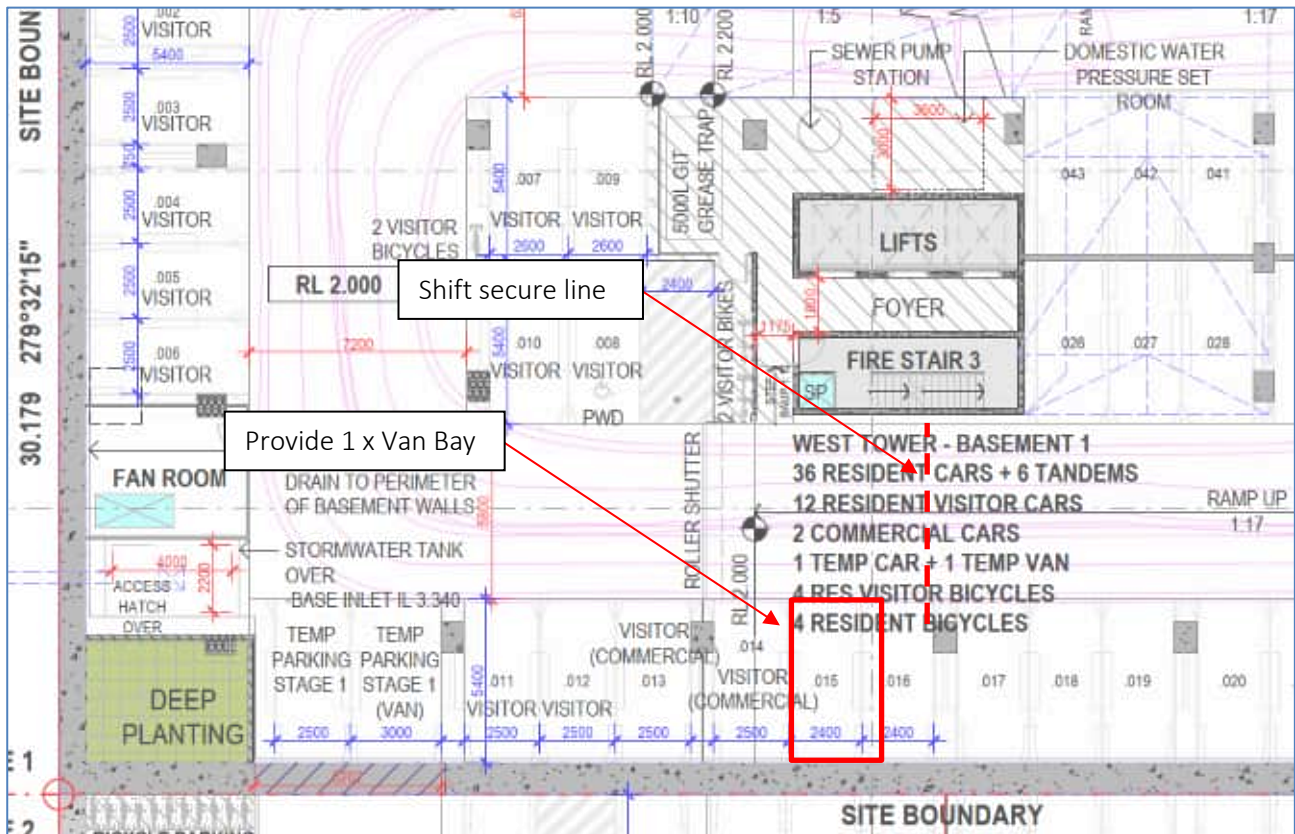 SITE BOUN
30.179 279°32'15"
.002
VISITOR
2500
5400
2500
.003
VISITOR
750
2500
.004
VISITOR
2500
.005
VISITOR
2500
.006
VISITOR
FAN ROOM
4000
2200
ACCESS
HATCH
OVER
DEEP
PLANTING
RL 2.000
7200
2 VISITOR
BICYCLES
Shift secure line
Provide 1 x Van Bay
DRAIN TO PERIMETER
OF BASEMENT WALLS
STORMWATER TANK
OVER
-BASE INLET IL 3.340
1:10
1:5
1:17
RL 2.000
RL 2.200
SEWER PUMP
STATION
DOMESTIC WATER
PRESSURE SET
ROOM
3600
3000
5400
.007
VISITOR
.009
VISITOR
2600
2600
5000L GIT
GREASE TRAP
2400
5400
.010
VISITOR
.008
VISITOR
PWD
2 VISITOR BIKES
LIFTS
1800
FOYER
1175
FIRE STAIR 3
SP
043
.042
041
026
027
028
ROLLER SHUTTER
RL 2.000
WEST TOWER - BASEMENT 1
36 RESIDENT CARS + 6 TANDEMS
12 RESIDENT VISITOR CARS
2 COMMERCIAL CARS
1 TEMP CAR + 1 TEMP VAN
4 RES VISITOR BICYCLES
4 RESIDENT BICYCLES
RAMP UP
1:17
TEMP
PARKING
STAGE 1
TEMP
PARKING
STAGE 1
(VAN)
5400
.011
VISITOR
.012
VISITOR
VISITOR
(COMMERCIAL)
.013
.014
VISITOR
(COMMERCIAL)
.015
.016
.017
.018
.019
.020
2500
3000
2500
2500
2500
2500
2400
2400
SITE BOUNDARY